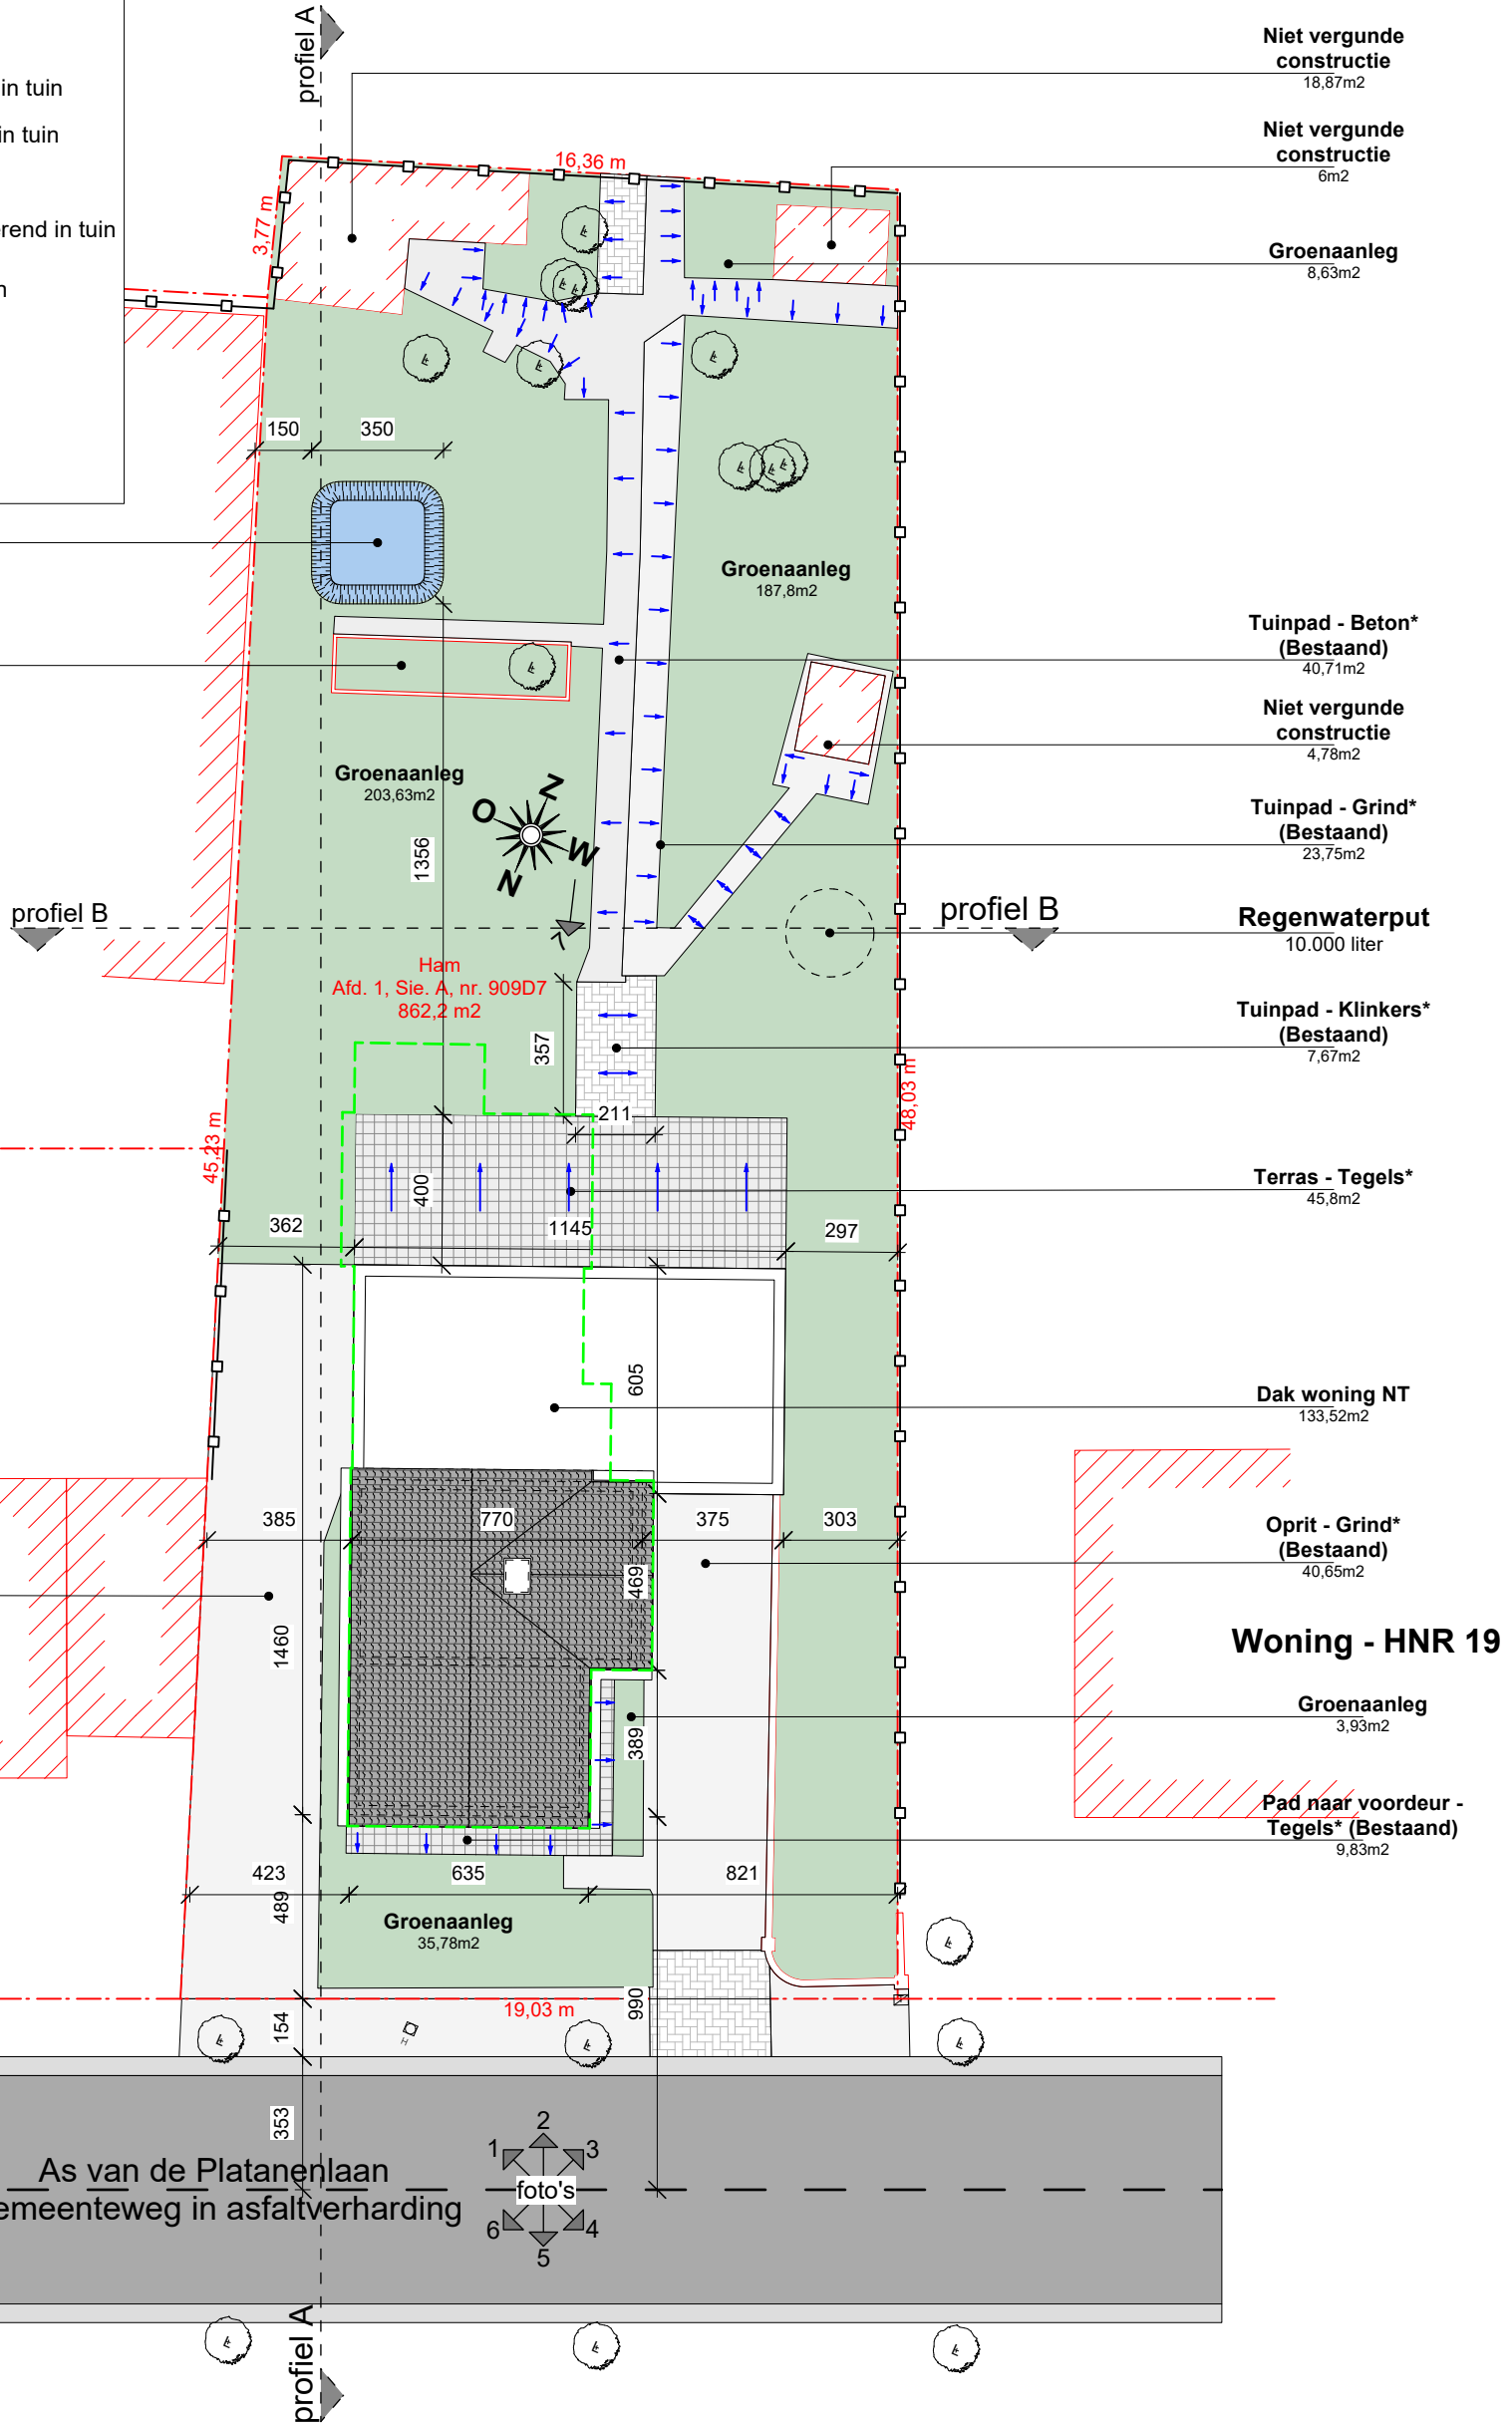 profiel A
in tuin
in tuin
erend in tuin
n
Niet vergunde
constructie
18,87m2
Niet vergunde
constructie
6m2
Groenaanleg
8,63m2
16,36 m
3,77 m
150
350
Groenaanleg
187,8m2
Tuinpad - Beton*
(Bestaand)
40,71m2
Niet vergunde
constructie
4,78m2
Groenaanleg
203,63m2
O
Z
W
N
1356
Tuinpad - Grind*
(Bestaand)
23,75m2
profiel B
profiel B
Regenwaterput
10.000 liter
Ham
Afd. 1, Sie. A, nr. 909D7
862,2 m2
357
Tuinpad - Klinkers*
(Bestaand)
7,67m2
211
48,03 m
45,23 m
400
Terras - Tegels*
45,8m2
362
1145
297
605
Dak woning NT
133,52m2
385
770
375
303
469
Oprit - Grind*
(Bestaand)
40,65m2
1460
Woning - HNR 19
Groenaanleg
3,93m2
389
Pad naar voordeur -
Tegels* (Bestaand)
9,83m2
423
635
821
489
Groenaanleg
35,78m2
990
19,03 m
154
H
353
As van de Platanenlaan
emeenteweg in asfaltverharding
1
2
3
foto's
6
5
4
profiel A